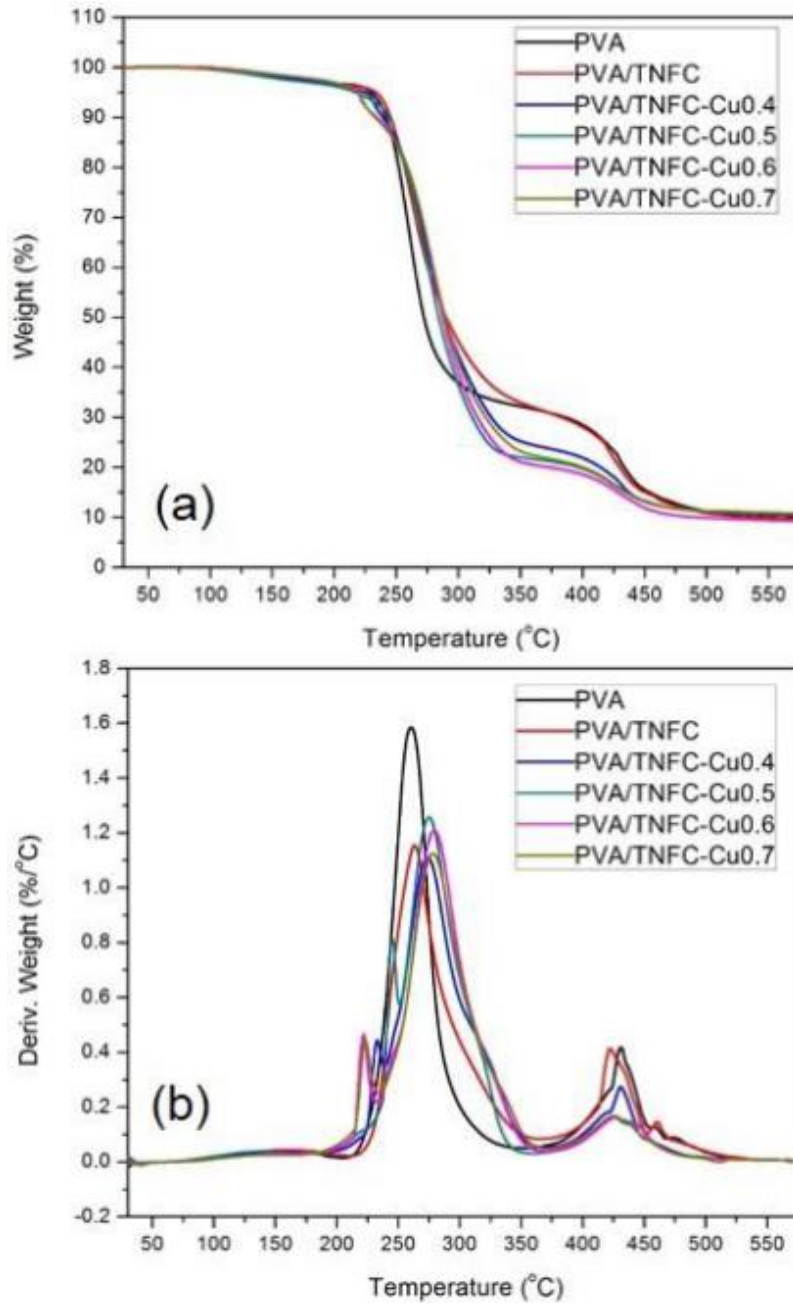 110
100
90
80
70
60
50
40
30
20
10
0
Weight (%)
PVA
PVA/TNFC
PVA/TNFC-Cu0.4
PVA/TNFC-Cu0.5
PVA/TNFC-Cu0.6
PVA/TNFC-Cu0.7
(a)
50 100 150 200 250 300 350 400 450 500 550
Temperature (°C)
1.8
1.6
1.4
1.2
1.0
0.8
0.6
0.4
0.2
0.0
-0.2
Deriv. Weight (%/°C)
PVA
PVA/TNFC
PVA/TNFC-Cu0.4
PVA/TNFC-Cu0.5
PVA/TNFC-Cu0.6
PVA/TNFC-Cu0.7
(b)
50 100 150 200 250 300 350 400 450 500 550
Temperature (°C)